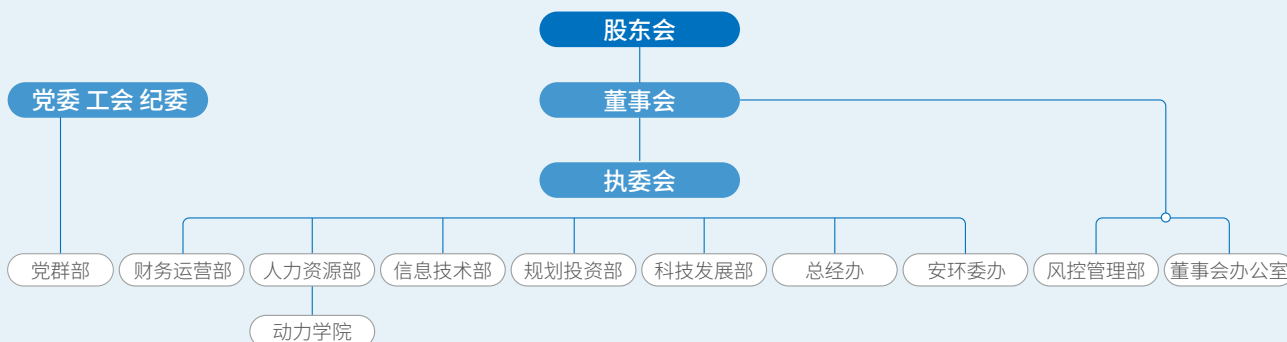 股东会
党委 工会 纪委
董事会
执委会
党群部
财务运营部
人力资源部
信息技术部
规划投资部
科技发展部
总经办
安环委办
风控管理部
董事会办公室
动力学院